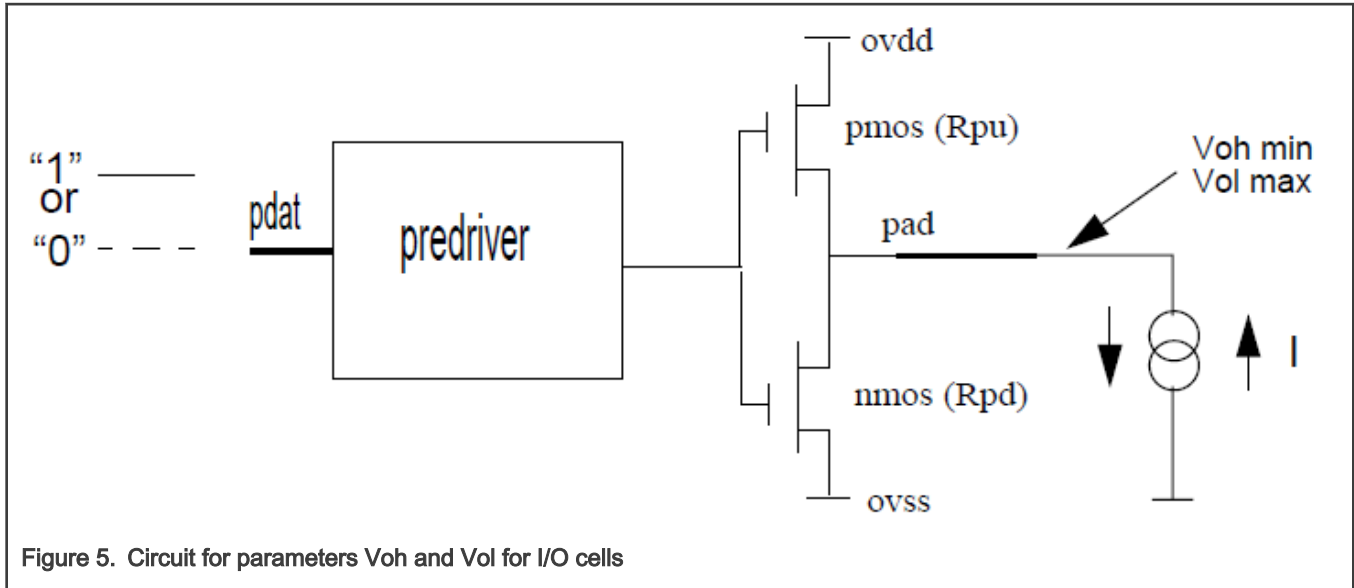 ovdd
pmos (Rpu)
Voh min
Vol max
“1”
or
“0”
pdat
predriver
pad
I
nmos (Rpd)
ovss
Figure 5. Circuit for parameters Voh and Vol for I/O cells